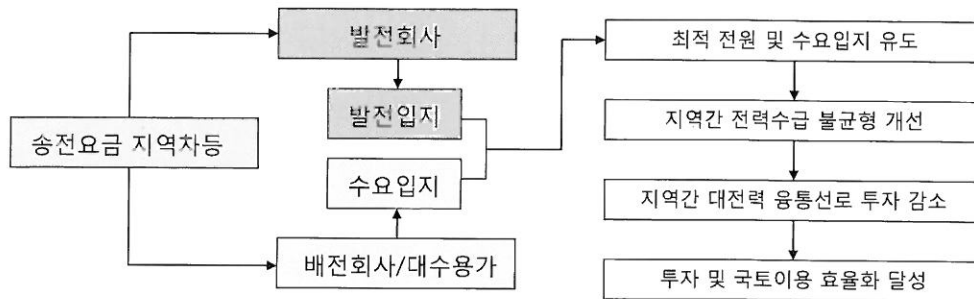 발전회사
발전입지
송전요금 지역차등
수요입지
배전회사/대수용가
최적 전원 및 수요입지 유도
지역간 전력수급 불균형 개선
지역간 대전력 융통선로 투자 감소
투자 및 국토이용 효율화 달성